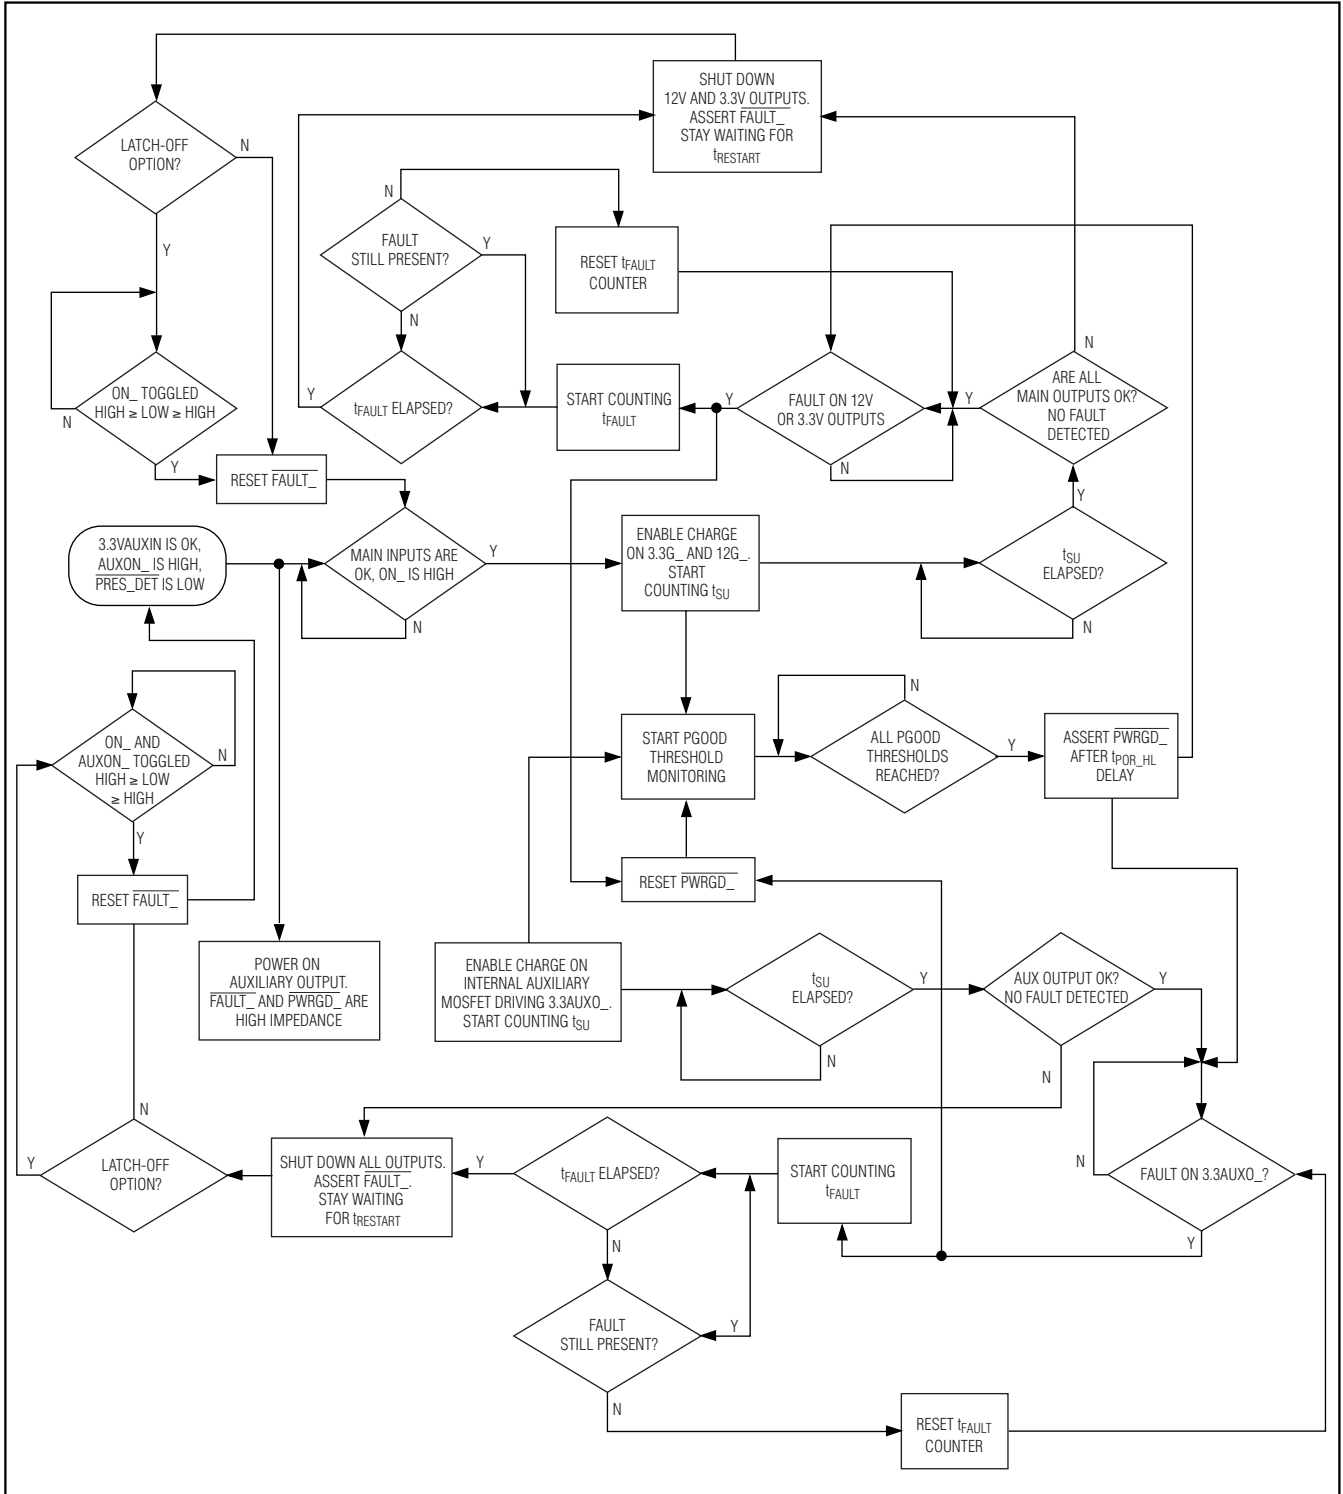 SHUT DOWN
12V AND 3.3V OUTPUTS.
ASSERT FAULT_
STAY WAITING FOR
tRESTART
LATCH-OFF
OPTION?
N
Y
N
FAULT
STILL PRESENT?
Y
N
RESET tFAULT
COUNTER
ON_ TOGGLED
HIGH ≥ LOW ≥ HIGH
N
Y
Y
tFAULT ELAPSED?
START COUNTING
tFAULT
Y
FAULT ON 12V
OR 3.3V OUTPUTS
N
Y
N
ARE ALL
MAIN OUTPUTS OK?
NO FAULT
DETECTED
Y
RESET FAULT_
3.3VAUXIN IS OK,
AUXON_ IS HIGH,
PRES_DET IS LOW
MAIN INPUTS ARE
OK, ON_ IS HIGH
Y
N
ENABLE CHARGE
ON 3.3G_ AND 12G_.
START
COUNTING tSU
tSU
ELAPSED?
N
ON_ AND
AUXON_ TOGGLED
HIGH ≥ LOW
≥ HIGH
N
Y
START PGOOD
THRESHOLD
MONITORING
N
ALL PGOOD
THRESHOLDS
REACHED?
Y
ASSERT PWRGD_
AFTER tPOR_HL
DELAY
RESET FAULT_
RESET PWRGD_
POWER ON
AUXILIARY OUTPUT.
FAULT_ AND PWRGD_ ARE
HIGH IMPEDANCE
ENABLE CHARGE ON
INTERNAL AUXILIARY
MOSFET DRIVING 3.3AUXO_.
START COUNTING tSU
tSU
ELAPSED?
Y
N
AUX OUTPUT OK?
NO FAULT DETECTED
Y
N
N
LATCH-OFF
OPTION?
Y
SHUT DOWN ALL OUTPUTS.
ASSERT FAULT_.
STAY WAITING
FOR tRESTART
Y
tFAULT ELAPSED?
N
START COUNTING
tFAULT
N
FAULT ON 3.3AUXO_?
Y
FAULT
STILL PRESENT?
Y
N
RESET tFAULT
COUNTER